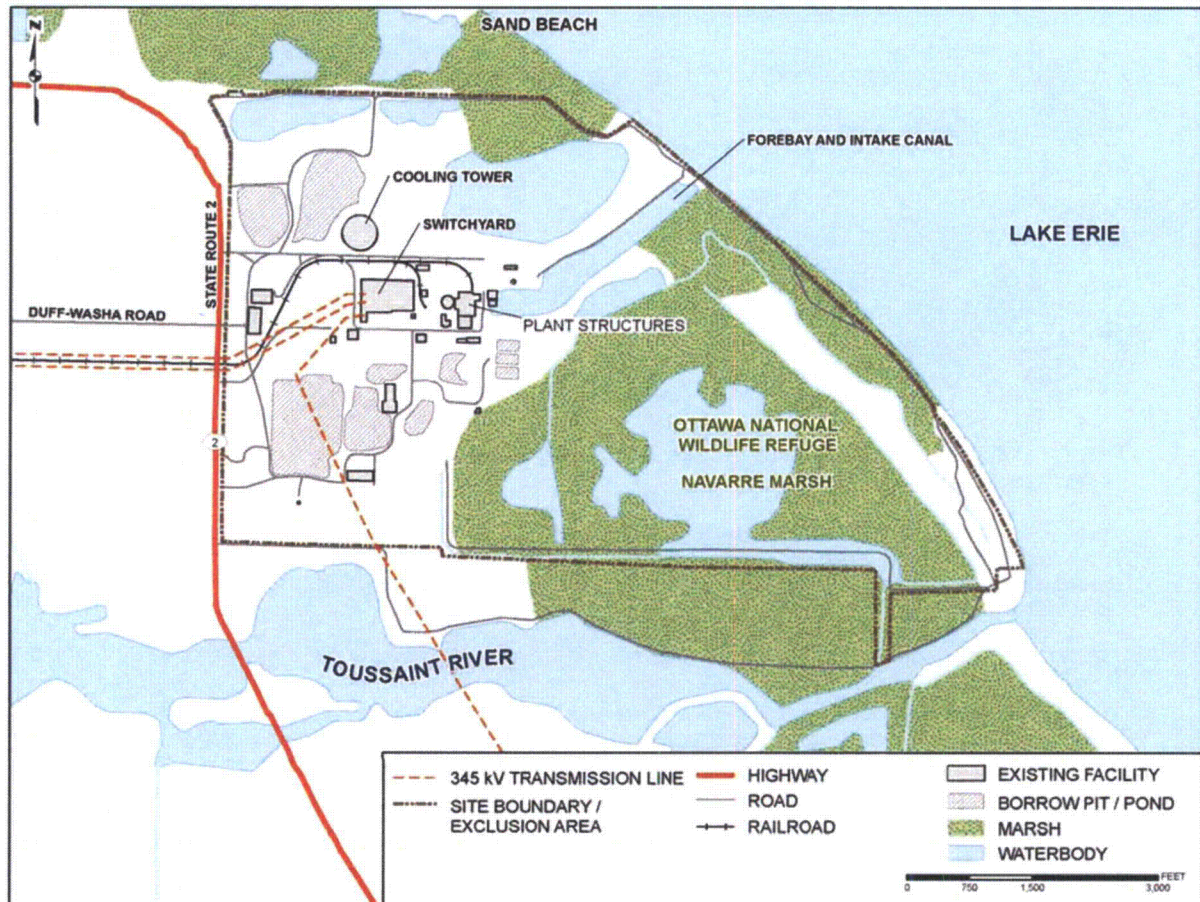 N
SAND BEACH
FOREBAY AND INTAKE CANAL
COOLING TOWER
SWITCHYARD
STATE ROUTE 2
LAKE ERIE
DUFF-WASHA ROAD
PLANT STRUCTURES
2
OTTAWA NATIONAL
WILDLIFE REFUGE
NAVARRE MARSH
TOUSSAINT RIVER
345 kV TRANSMISSION LINE
SITE BOUNDARY /
EXCLUSION AREA
HIGHWAY
ROAD
RAILROAD
EXISTING FACILITY
BORROW PIT / POND
MARSH
WATERBODY
FEET
0 750 1,500 3,000